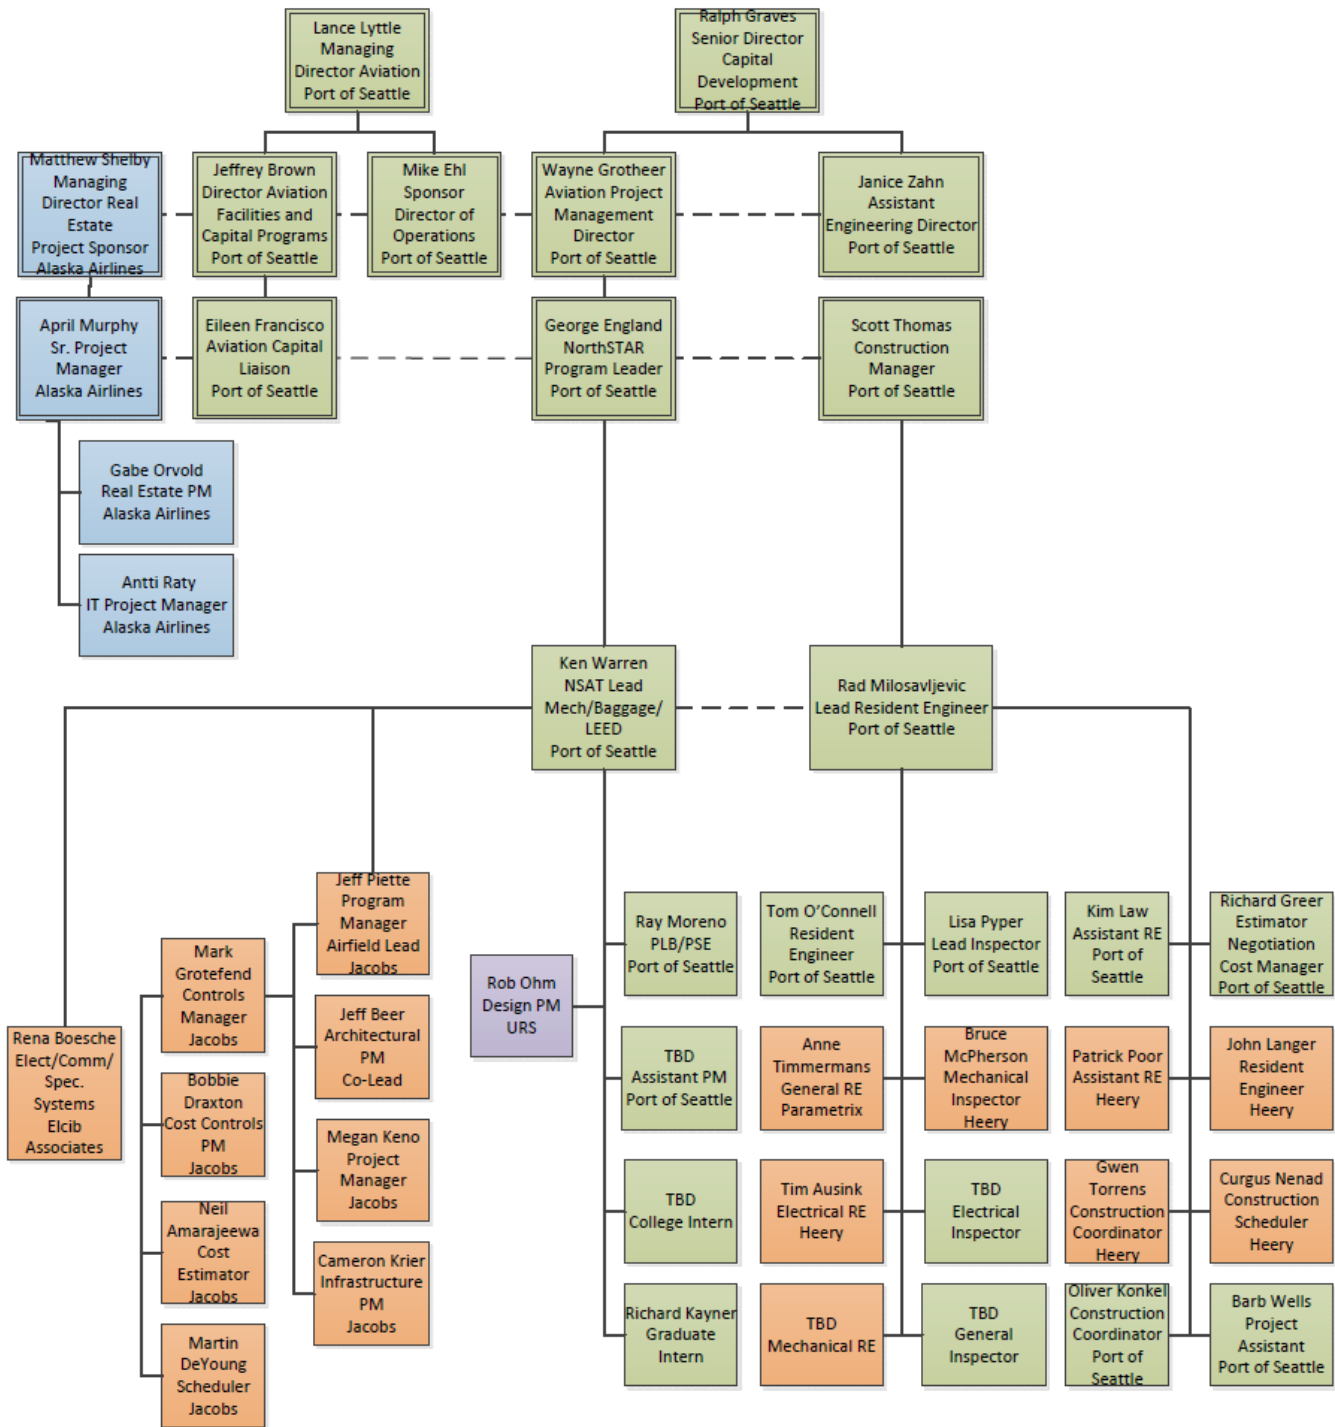 Lance Lyttle
Managing
Director Aviation
Port of Seattle
Ralph Graves
Senior Director
Capital
Development
Port of Seattle
Matthew Shelby
Managing
Director Real
Estate
Project Sponsor
Alaska Airlines
Jeffrey Brown
Director Aviation
Facilities and
Capital Programs
Port of Seattle
Mike Ehl
Sponsor
Director of
Operations
Port of Seattle
Wayne Grotheer
Aviation Project
Management
Director
Port of Seattle
Janice Zahn
Assistant
Engineering Director
Port of Seattle
April Murphy
Sr. Project
Manager
Alaska Airlines
Eileen Francisco
Aviation Capital
Liaison
Port of Seattle
George England
NorthSTAR
Program Leader
Port of Seattle
Scott Thomas
Construction
Manager
Port of Seattle
Gabe Orvold
Real Estate PM
Alaska Airlines
Antti Raty
IT Project Manager
Alaska Airlines
Ken Warren
NSAT Lead
Mech/Baggage/
LEED
Port of Seattle
Rad Milosavljevic
Lead Resident Engineer
Port of Seattle
Rena Boesche
Elect/Comm/
Spec.
Systems
Elcib
Associates
Mark
Grotefend
Controls
Manager
Jacobs
Bobbie
Draxton
Cost Controls
PM
Jacobs
Neil
Amarajeewa
Cost
Estimator
Jacobs
Martin
DeYoung
Scheduler
Jacobs
Jeff Piette
Program
Manager
Airfield Lead
Jacobs
Jeff Beer
Architectural
PM
Co-Lead
Megan Keno
Project
Manager
Jacobs
Cameron Krier
Infrastructure
PM
Jacobs
Rob Ohm
Design PM
URS
Ray Moreno
PLB/PSE
Port of Seattle
TBD
Assistant PM
Port of Seattle
TBD
College Intern
Richard Kayner
Graduate
Intern
Tom O’Connell
Resident
Engineer
Port of Seattle
Lisa Pyper
Lead Inspector
Port of Seattle
Anne
Timmermans
General RE
Parametrix
Bruce
McPherson
Mechanical
Inspector
Heery
Tim Ausink
Electrical RE
Heery
TBD
Electrical
Inspector
TBD
Mechanical RE
TBD
General
Inspector
Kim Law
Assistant RE
Port of
Seattle
Richard Greer
Estimator
Negotiation
Cost Manager
Port of Seattle
Patrick Poor
Assistant RE
Heery
John Langer
Resident
Engineer
Heery
Gwen
Torrens
Construction
Coordinator
Heery
Curgus Nenad
Construction
Scheduler
Heery
Oliver Konkel
Construction
Coordinator
Port of
Seattle
Barb Wells
Project
Assistant
Port of Seattle